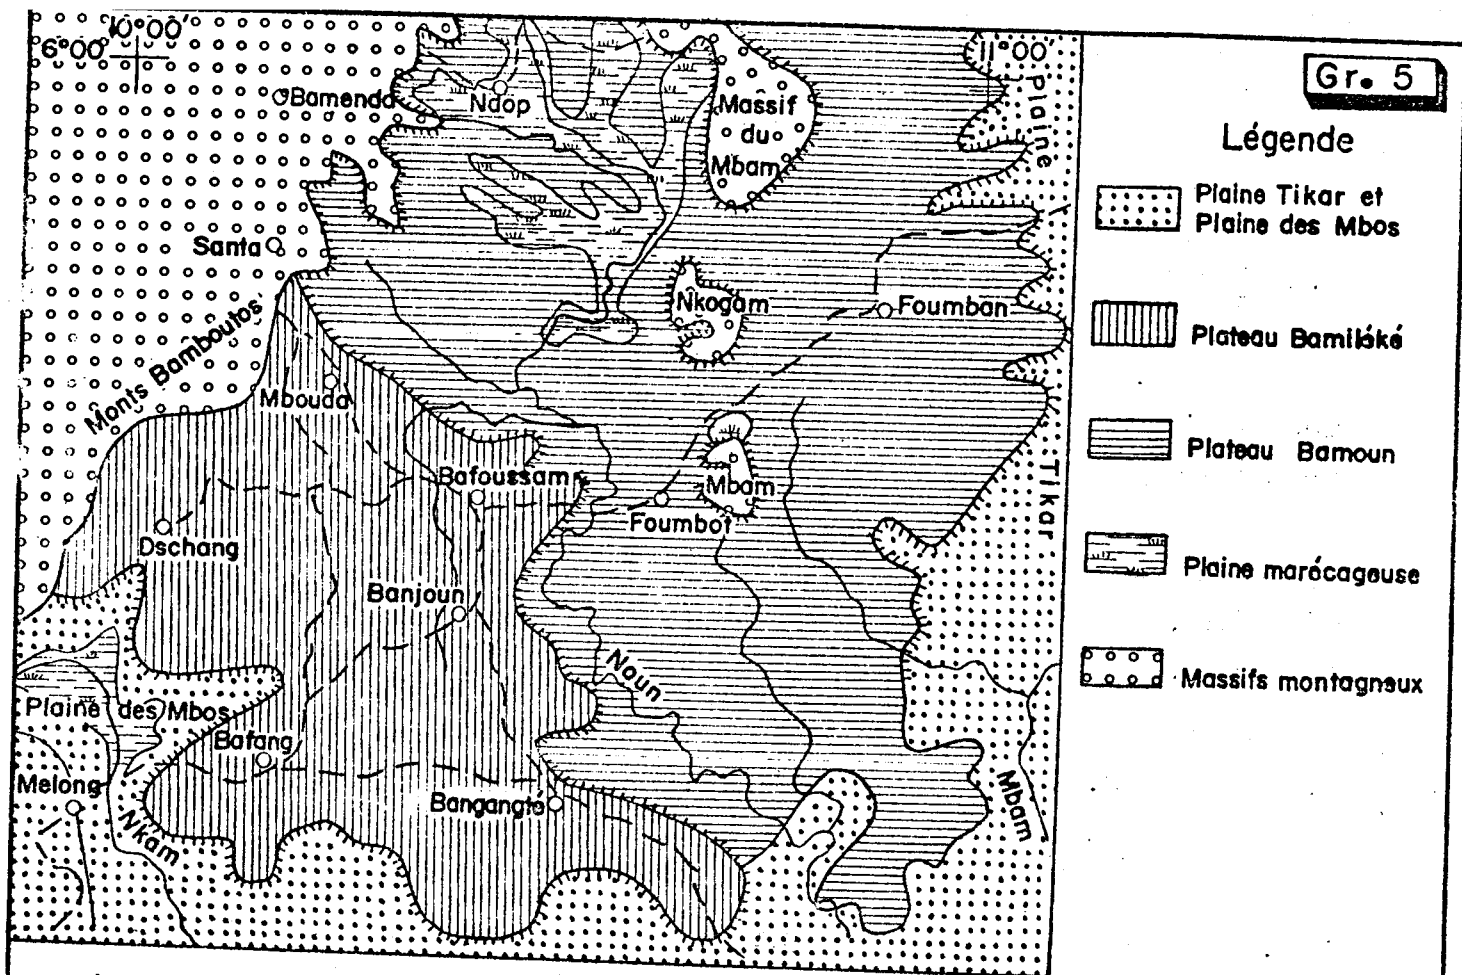 10°00'
6°00'
11°00'
Gr. 5
Légende
Plaine Tikar et
Plaine des Mbos
Plateau Bamiléké
Plateau Bamoun
Plaine marécageuse
Massifs montagneux
Bamenda
Ndop
Massif
du
Mbam
Plaine
Tikar
Santa
Nkogam
Foumban
Monts Bamboutos
Mbouda
Bafoussam
Mbam
Foumbot
Dschang
Banjoun
Noun
Plaine des Mbos
Bafang
Melong
Bangangté
Nkam
Mbam